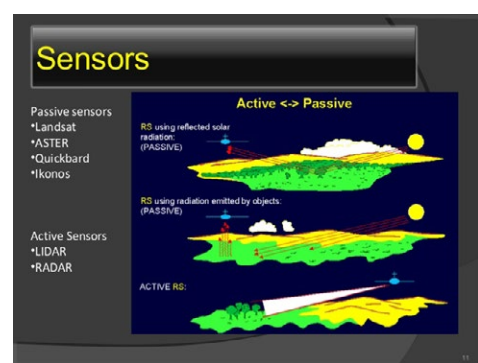 Sensors
Passive sensors
•Landsat
•ASTER
•Quickbard
•Ikonos
Active Sensors
•LIDAR
•RADAR
Active <-> Passive
RS using reflected solar
radiation:
(PASSIVE)
RS using radiation emitted by objects:
(PASSIVE)
ACTIVE RS:
11